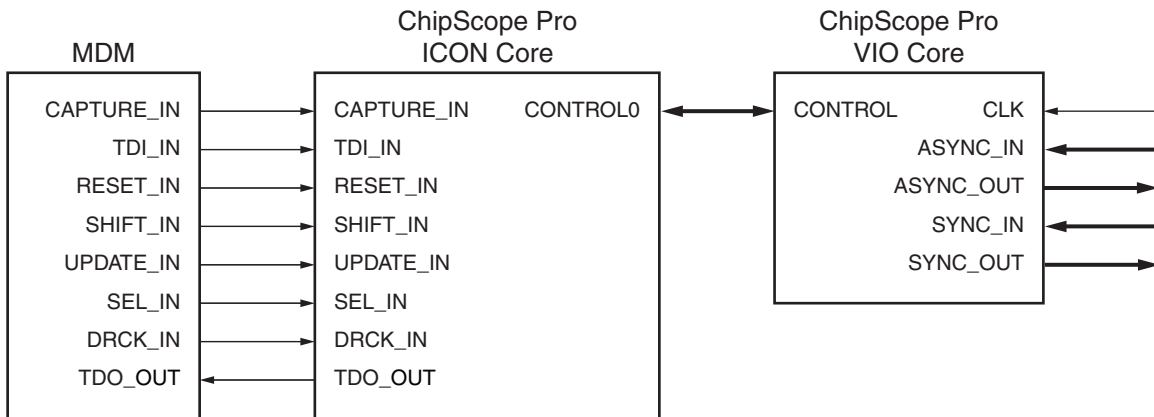 MDM
CAPTURE_IN
TDI_IN
RESET_IN
SHIFT_IN
UPDATE_IN
SEL_IN
DRCK_IN
TDO_OUT
ChipScope Pro
ICON Core
CAPTURE_IN
CONTROL0
TDI_IN
RESET_IN
SHIFT_IN
UPDATE_IN
SEL_IN
DRCK_IN
TDO_OUT
ChipScope Pro
VIO Core
CONTROL
CLK
ASYNC_IN
ASYNC_OUT
SYNC_IN
SYNC_OUT